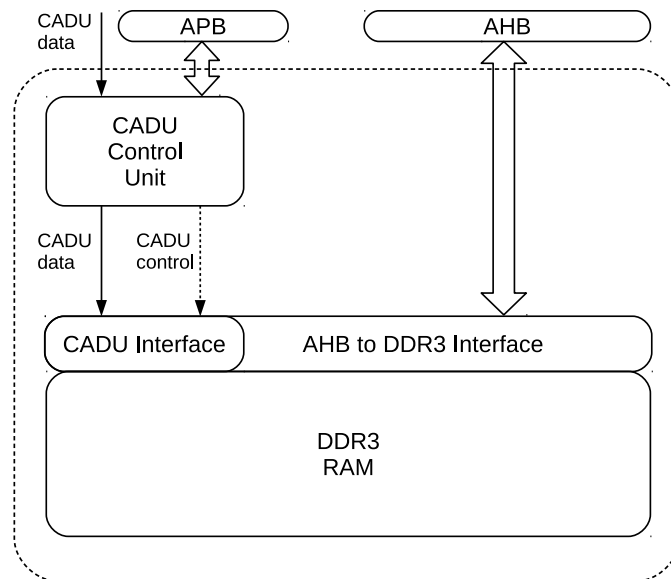 CADU
data
APB
AHB
CADU
Control
Unit
CADU
data
CADU
control
CADU Interface
AHB to DDR3 Interface
DDR3
RAM